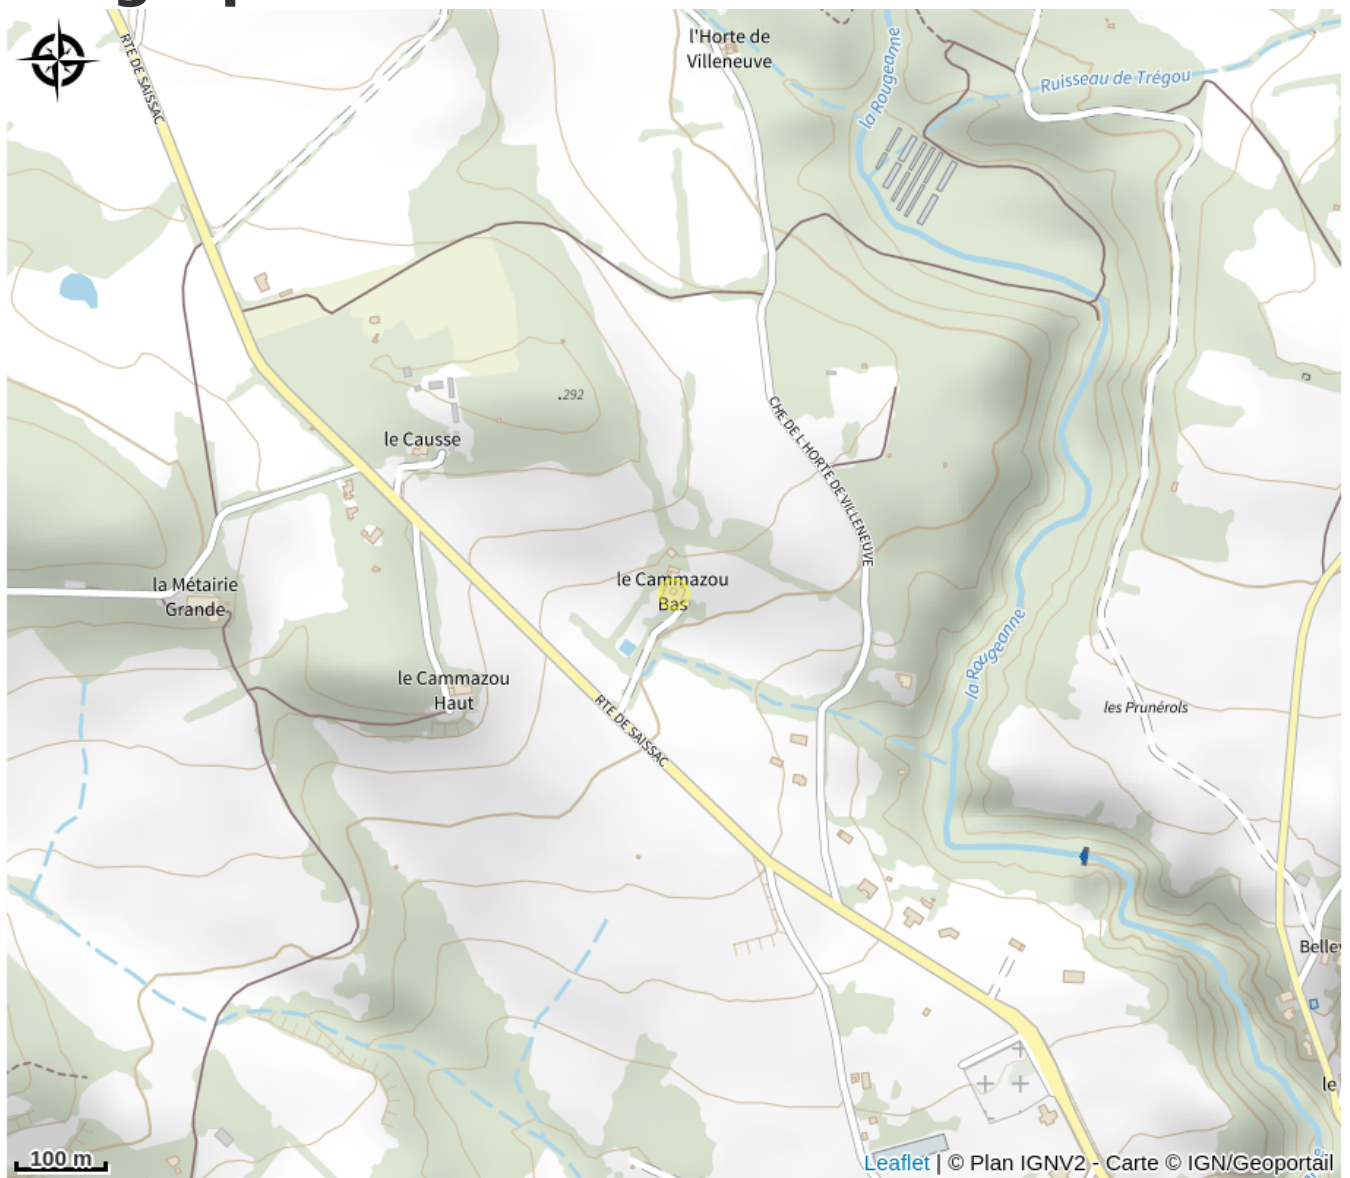 RTE DE SAISSAC
l'Horte de
Villeneuve
la Rougeanne
Ruisseau de Trégou
.292
le Causse
CHE DE L HORTE DE VILLENEUVE
la Métairie
Grande
le Cammazou
Bas
le Cammazou
Haut
la Rougeanne
les Prunérols
RTE DE SAISSAC
Belle
le
100 m
Leaflet | © Plan IGNV2 - Carte © IGN/Geoportail